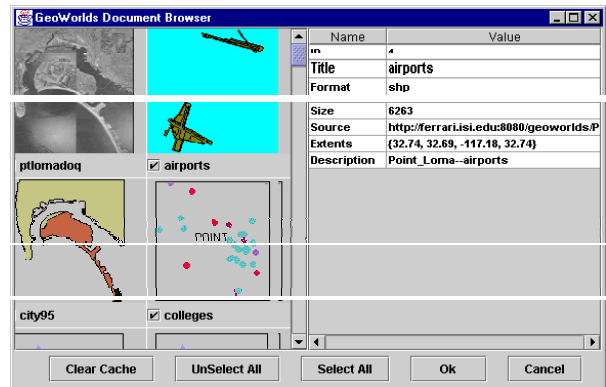 GeoWorlds Document Browser
Name Value
ID 4
Title airports
Format shp
Size 6263
Source http://ferrari.isi.edu:8080/geoworlds/P
Extents {32.74, 32.69, -117.18, 32.74}
Description Point_Loma--airports
ptlomadoq airports
POINT
city95 colleges
Clear Cache UnSelect All Select All Ok Cancel